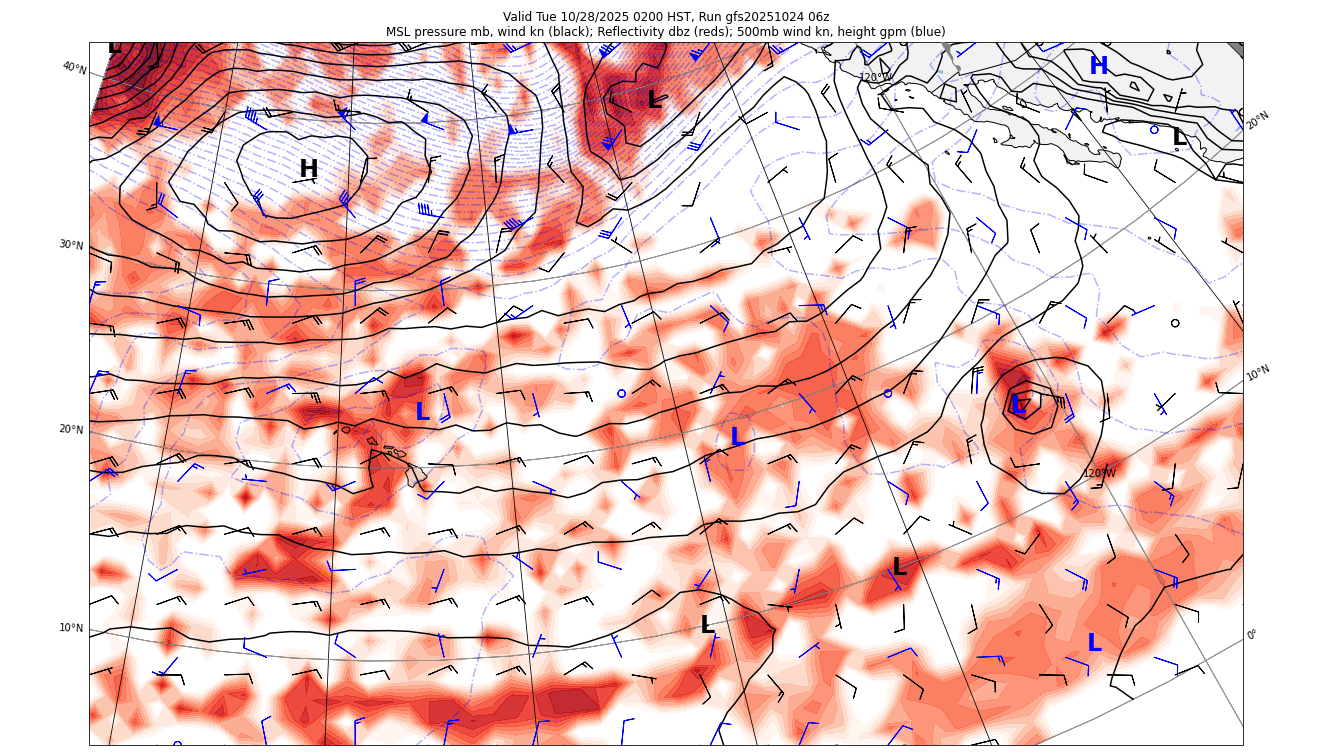 Valid Tue 10/28/2025 0200 HST, Run gfs20251024 06z
MSL pressure mb, wind kn (black); Reflectivity dbz (reds); 500mb wind kn, height gpm (blue)
L
40°N
H
120°W
L
20°N
L
H
30°N
10°N
L
L
20°N
L
120°W
L
L
10°N
0°
L